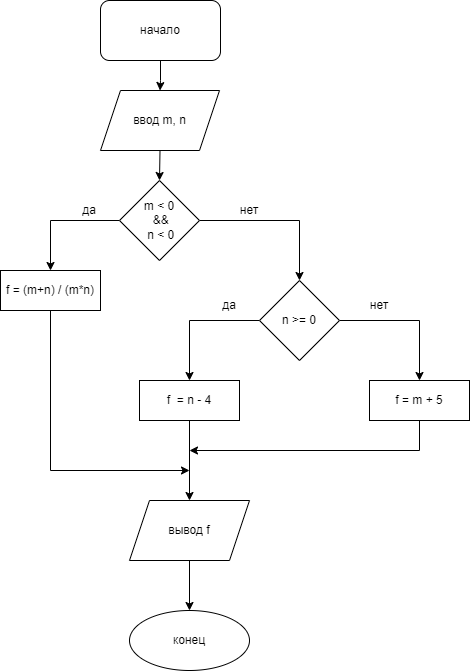 начало
ввод m, n
m < 0
&&
n < 0
да
нет
f = (m+n) / (m*n)
n >= 0
да
нет
f = n - 4
f = m + 5
вывод f
конец